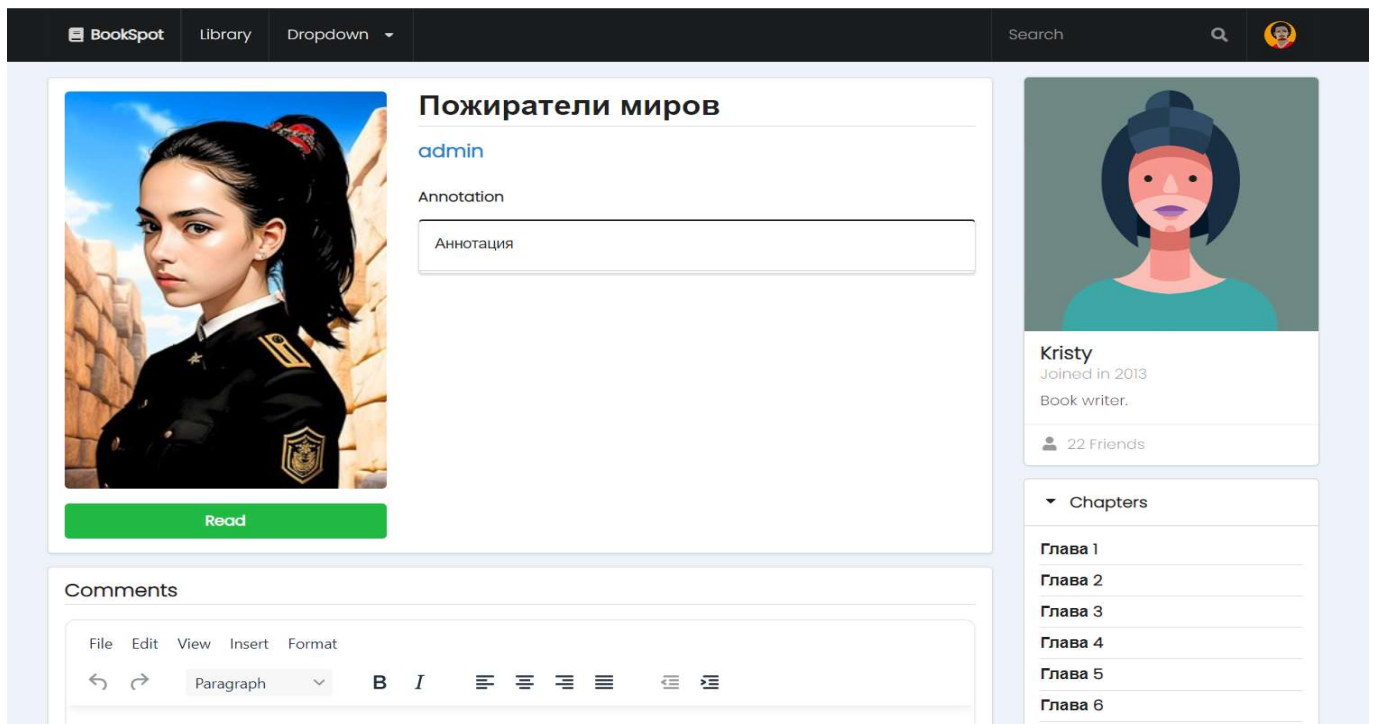 BookSpot Library Dropdown Search
Пожиратели миров
admin
Annotation
Аннотация
Read
Kristy
Joined in 2013
Book writer.
22 Friends
Chapters
Глава 1
Глава 2
Глава 3
Глава 4
Глава 5
Глава 6
Comments
File Edit View Insert Format
Paragraph B I